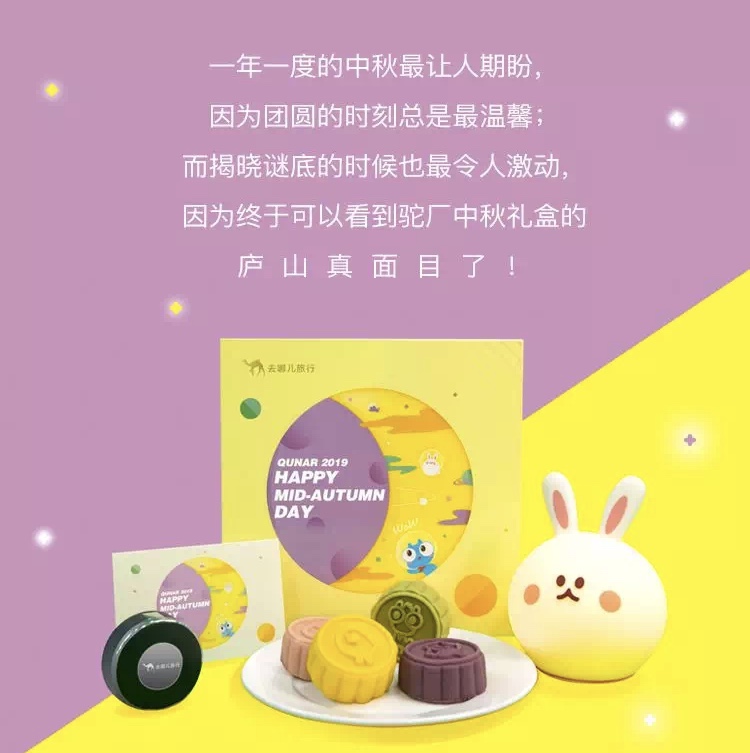 一年一度的中秋最让人期盼，
因为团圆的时刻总是最温馨；
而揭晓谜底的时候也最令人激动，
因为终于可以看到驼厂中秋礼盒的
庐山真面目了！
去哪儿旅行
QUNAR 2019
HAPPY
MID-AUTUMN
DAY
WOW
QUNAR 2019
HAPPY
MID-AUTUMN
DAY
去哪儿旅行